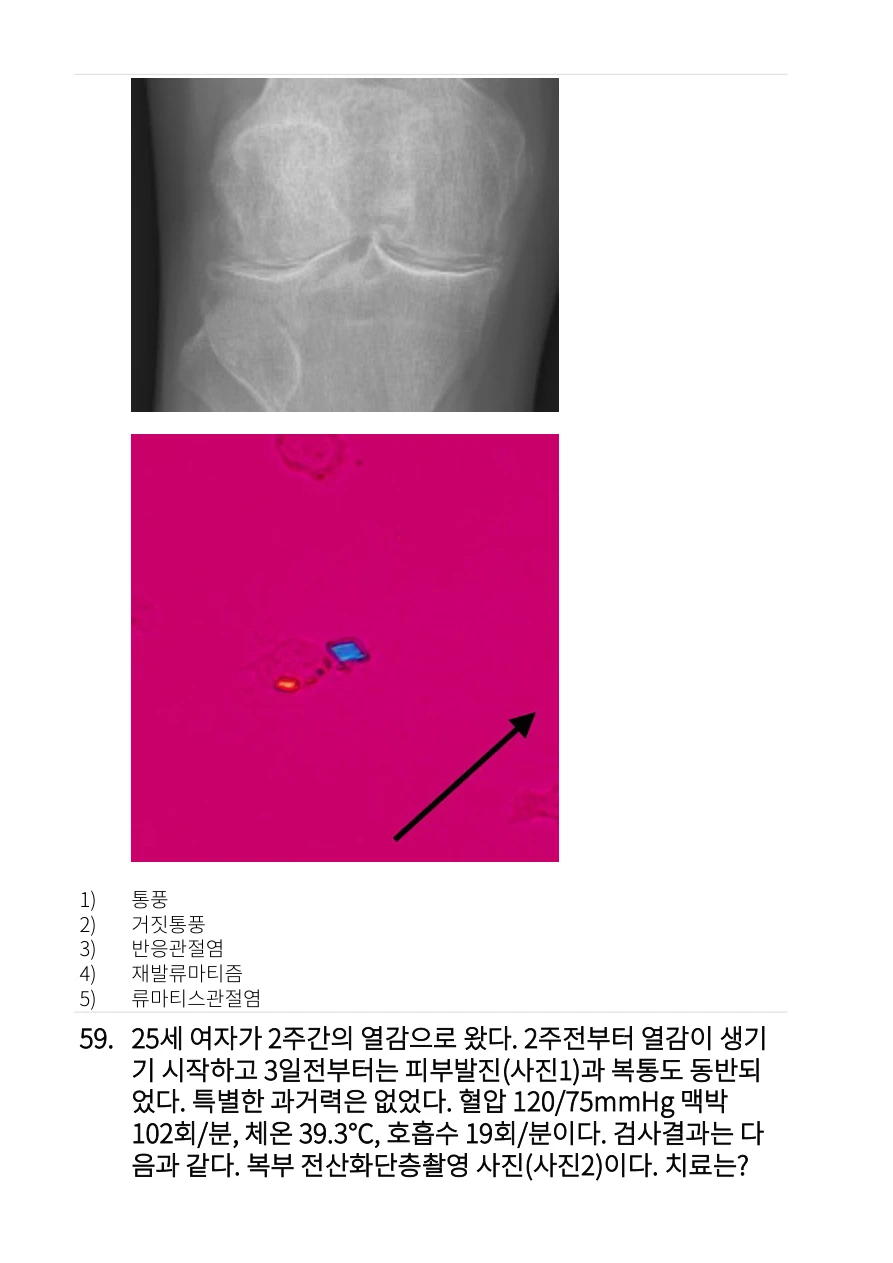 1) 통풍
2) 거짓통풍
3) 반응관절염
4) 재발류마티즘
5) 류마티스관절염
59. 25세 여자가 2주간의 열감으로 왔다. 2주전부터 열감이 생기
기 시작하고 3일전부터는 피부발진(사진1)과 복통도 동반되
었다. 특별한 과거력은 없었다. 혈압 120/75mmHg 맥박
102회/분, 체온 39.3℃, 호흡수 19회/분이다. 검사결과는 다
음과 같다. 복부 전산화단층촬영 사진(사진2)이다. 치료는?